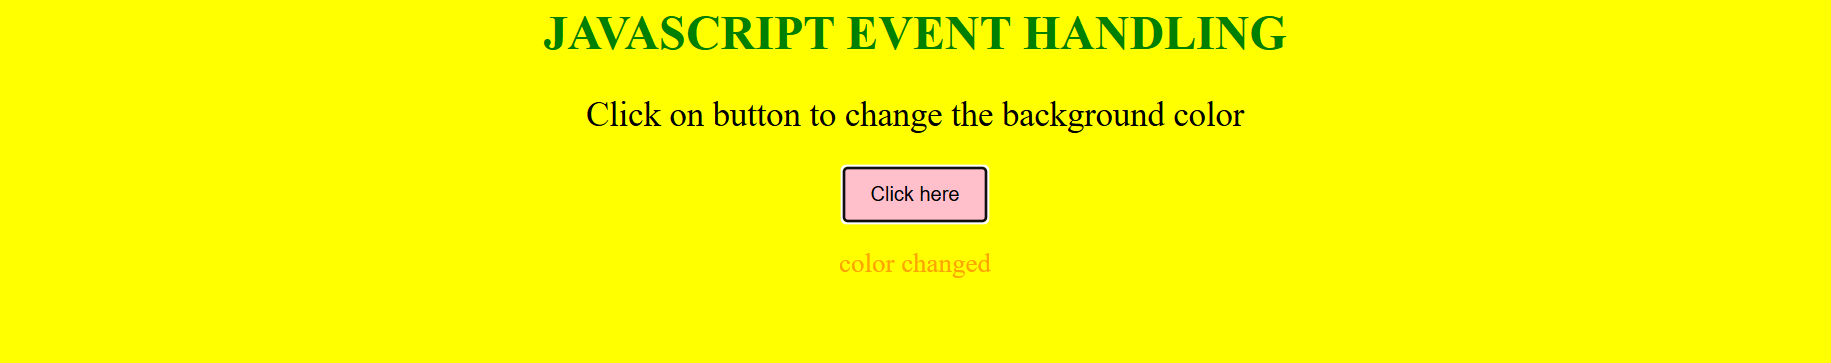 JAVASCRIPT EVENT HANDLING
Click on button to change the background color
Click here
color changed